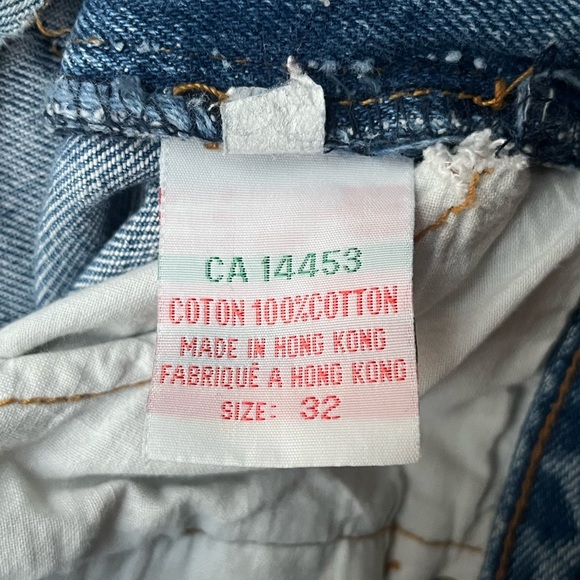 CA 14453
COTON 100%COTTON
MADE IN HONG KONG
FABRIQUÉ A HONG KONG
SIZE: 32